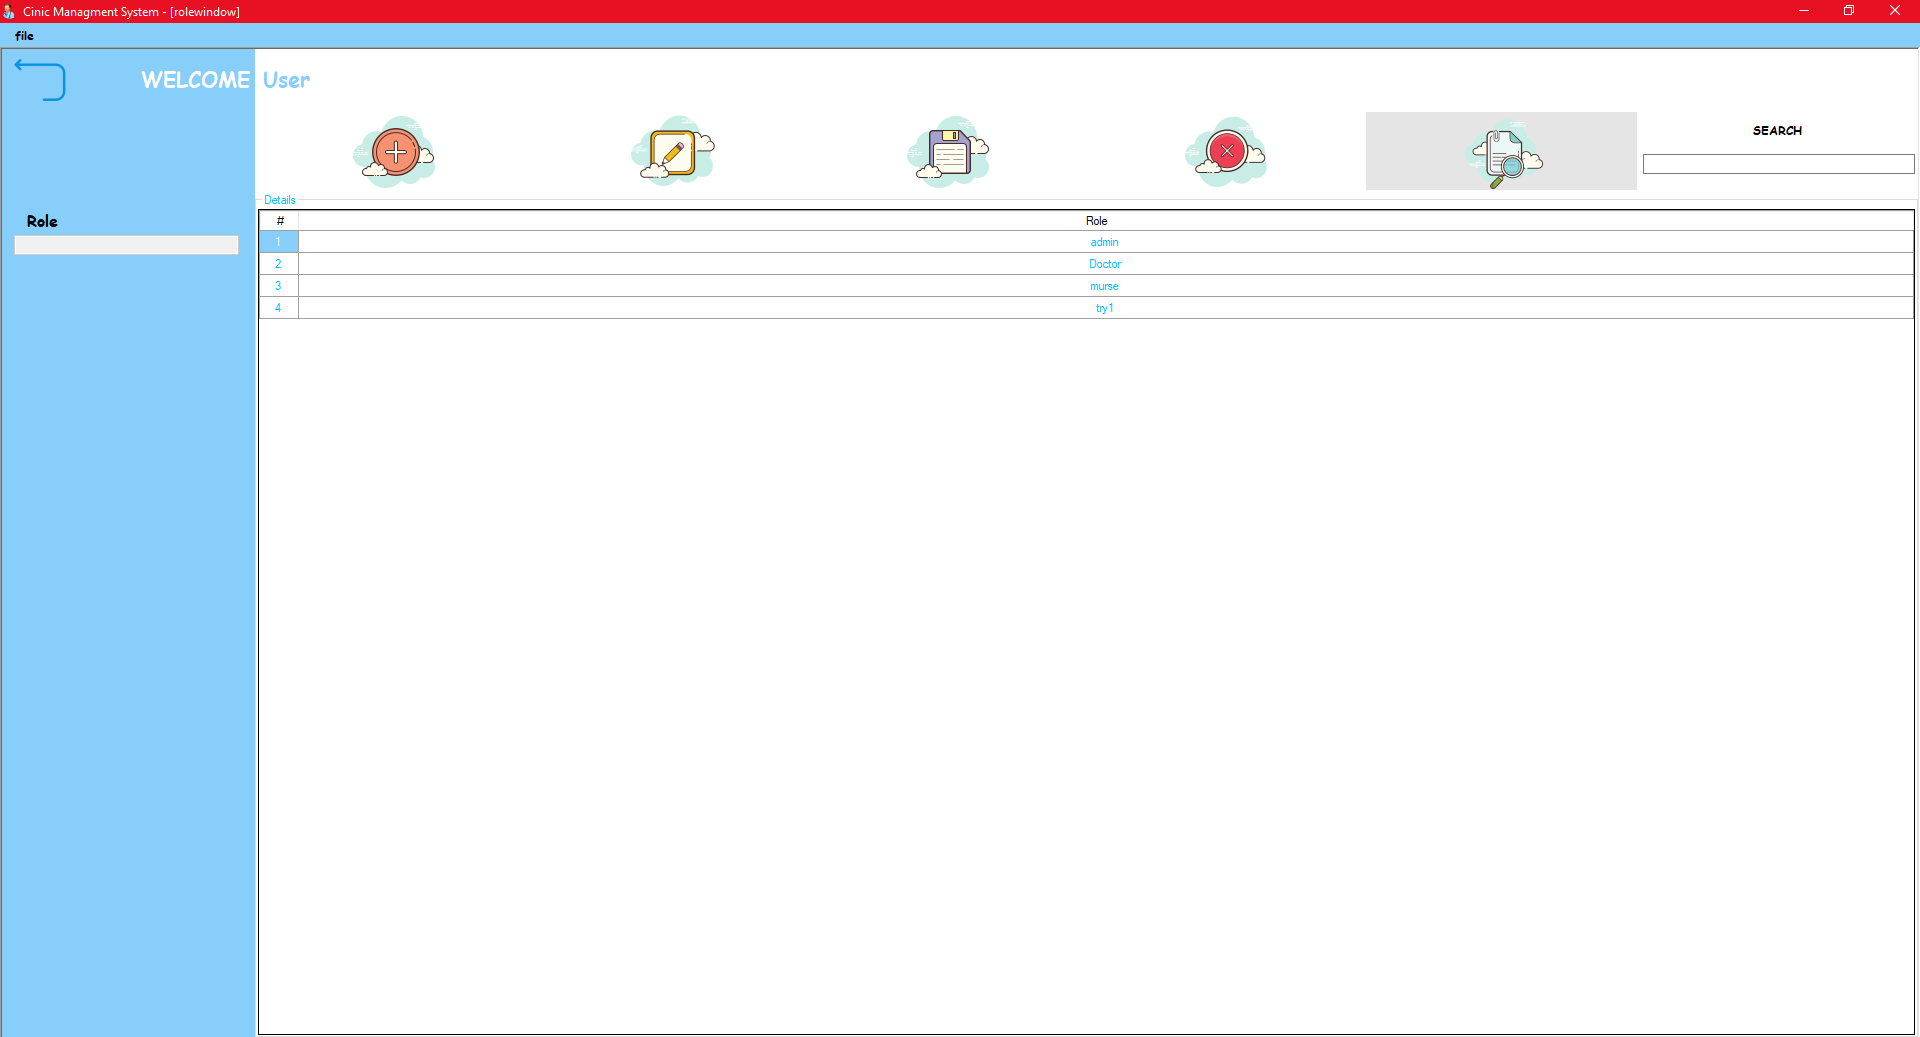 Cinic Managment System - [rolewindow]
file
WELCOME User
SEARCH
Details
Role
# Role
1 admin
2 Doctor
3 murse
4 try1